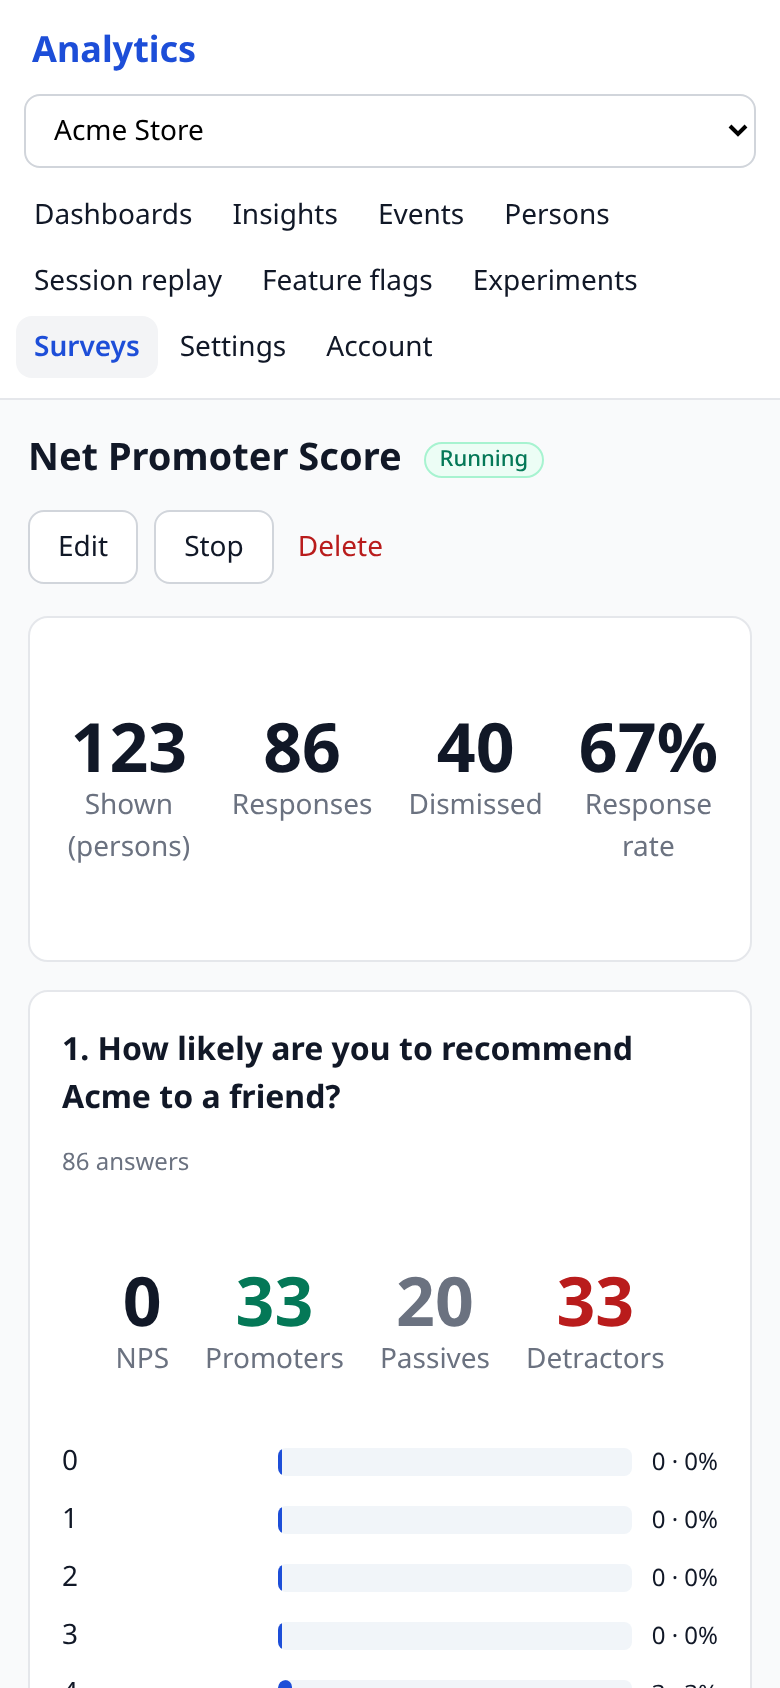 Analytics
Acme Store
Dashboards Insights Events Persons
Session replay Feature flags Experiments
Surveys Settings Account
Net Promoter Score Running
Edit Stop Delete
123 86 40 67%
Shown Responses Dismissed Response
(persons) rate
1. How likely are you to recommend
Acme to a friend?
86 answers
0 33 20 33
NPS Promoters Passives Detractors
0 0 · 0%
1 0 · 0%
2 0 · 0%
3 0 · 0%